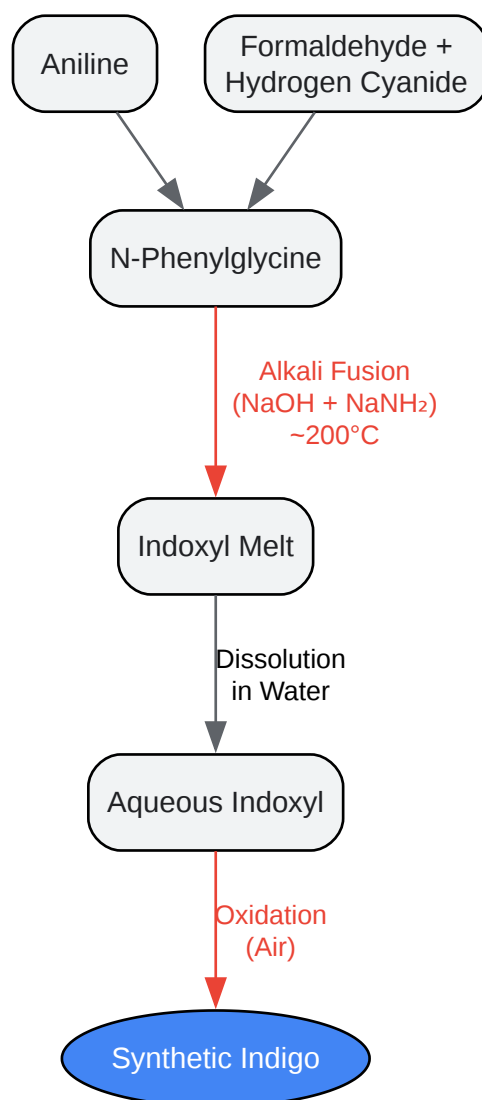 Aniline
Formaldehyde +
Hydrogen Cyanide
N-Phenylglycine
Alkali Fusion
(NaOH + NaNH₂)
~200°C
Indoxyl Melt
Dissolution
in Water
Aqueous Indoxyl
Oxidation
(Air)
Synthetic Indigo